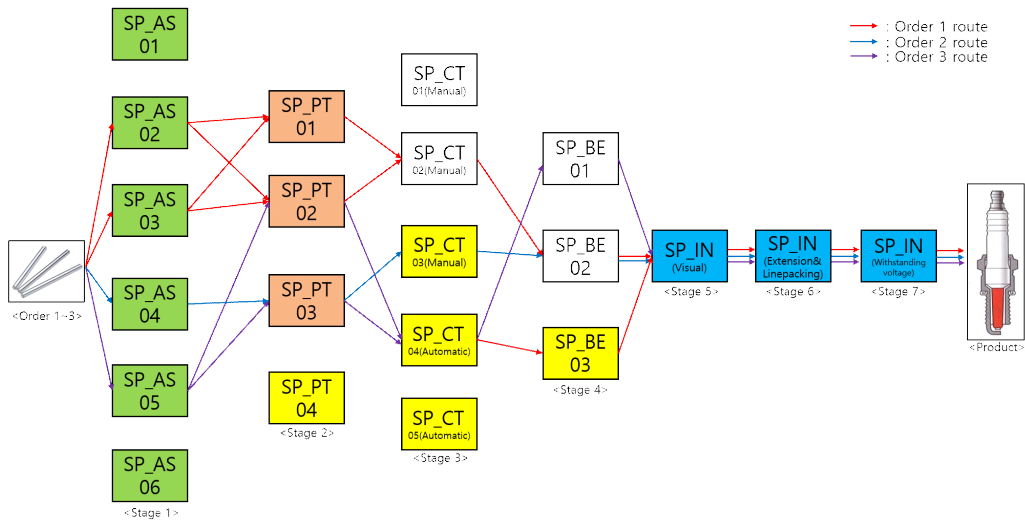 : Order 1 route
: Order 2 route
: Order 3 route
<Order 1~3>
SP_AS
01
SP_AS
02
SP_AS
03
SP_AS
04
SP_AS
05
SP_AS
06
<Stage 1>
SP_PT
01
SP_PT
02
SP_PT
03
SP_PT
04
<Stage 2>
SP_CT
01(Manual)
SP_CT
02(Manual)
SP_CT
03(Manual)
SP_CT
04(Automatic)
SP_CT
05(Automatic)
<Stage 3>
SP_BE
01
SP_BE
02
SP_BE
03
<Stage 4>
SP_IN
(Visual)
<Stage 5>
SP_IN
(Extension&
Linepacking)
<Stage 6>
SP_IN
(Withstanding
voltage)
<Stage 7>
<Product>